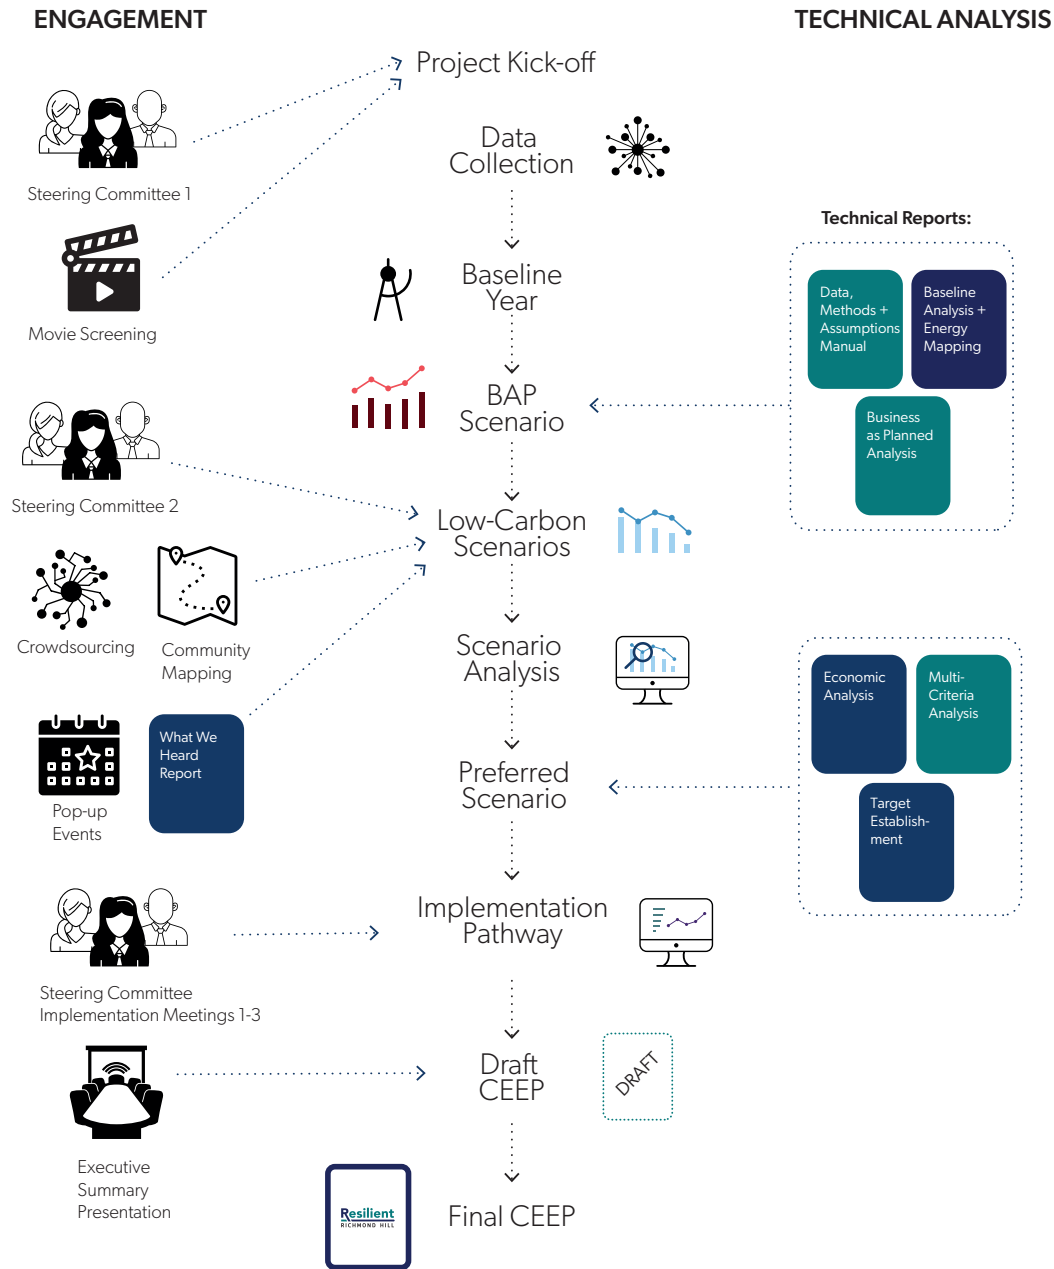 ENGAGEMENT
TECHNICAL ANALYSIS
Project Kick-off
Steering Committee 1
Data
Collection
Movie Screening
Baseline
Year
Technical Reports:
Data,
Methods +
Assumptions
Manual
Baseline
Analysis +
Energy
Mapping
Business
as Planned
Analysis
BAP
Scenario
Steering Committee 2
Low-Carbon
Scenarios
Crowdsourcing
Community
Mapping
Scenario
Analysis
Economic
Analysis
Multi-
Criteria
Analysis
Target
Establish-
ment
What We
Heard
Report
Pop-up
Events
Preferred
Scenario
Implementation
Pathway
Steering Committee
Implementation Meetings 1-3
Draft
CEEP
DRAFT
Executive
Summary
Presentation
Resilient
RICHMOND HILL
Final CEEP